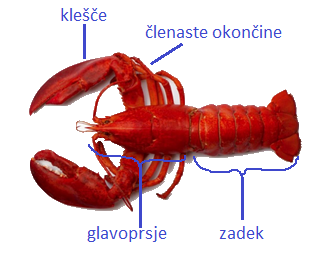 klešče
členaste okončine
glavoprsje
zadek